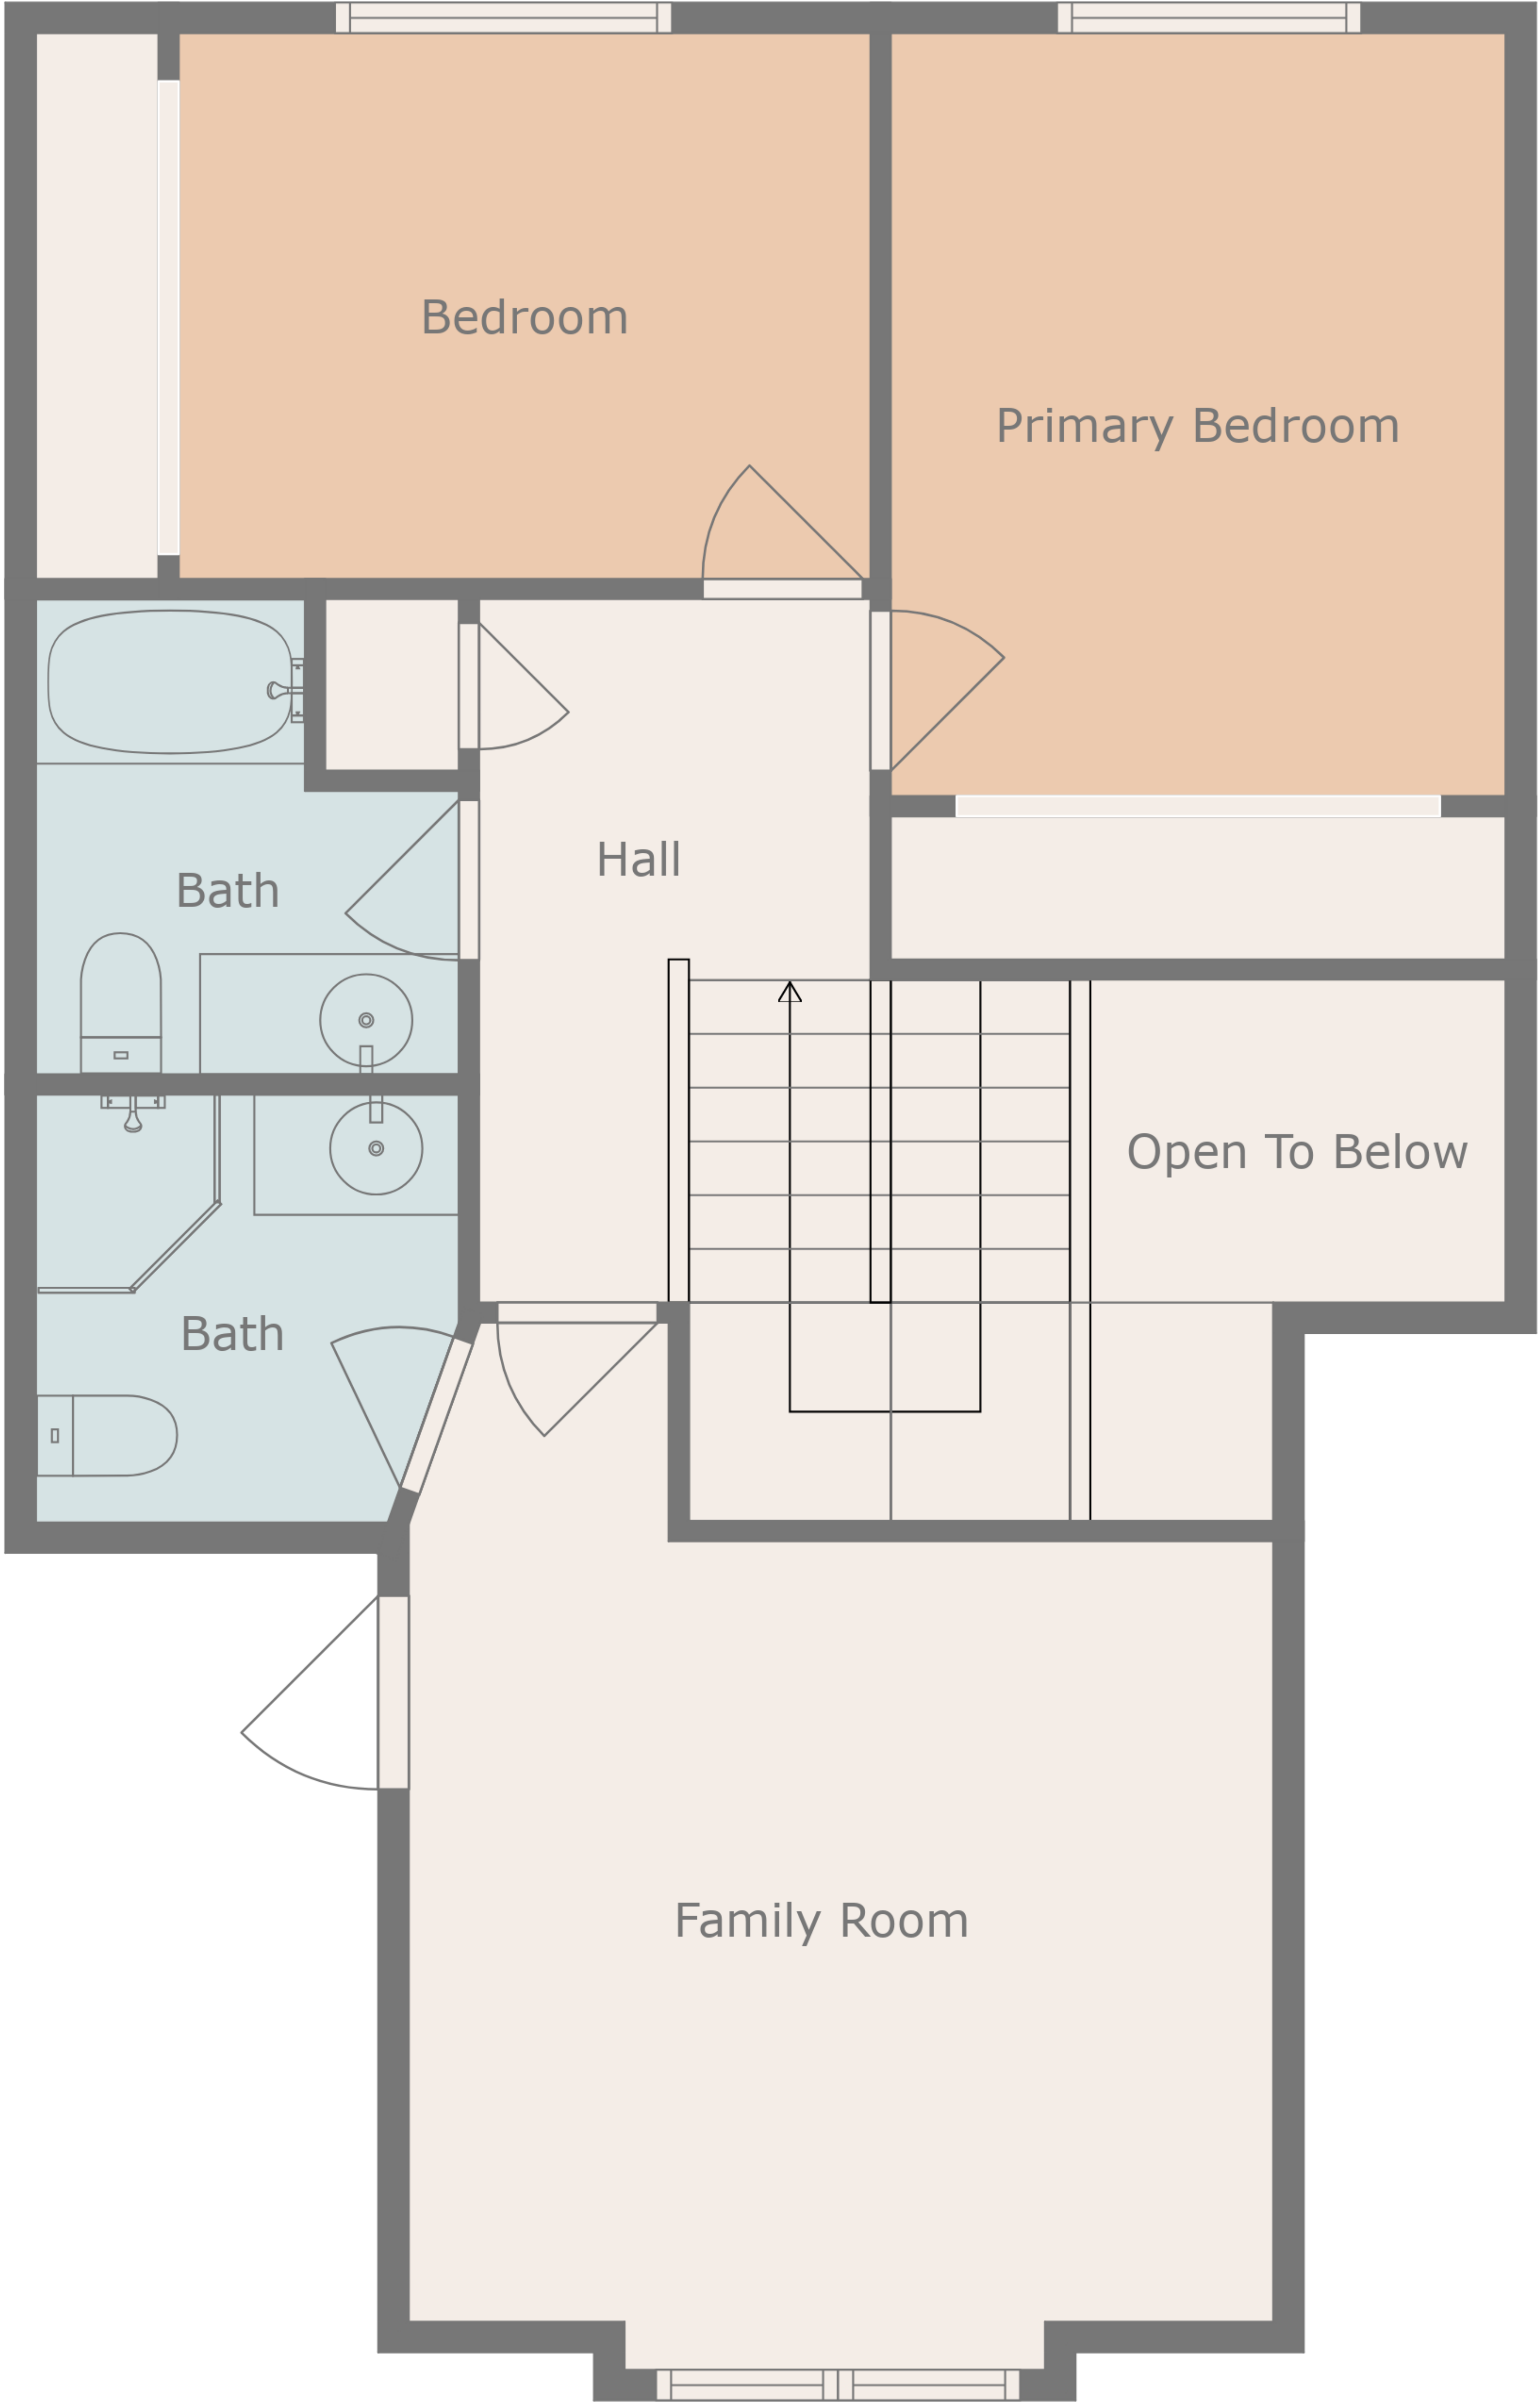 Bedroom
Primary Bedroom
Hall
Bath
Open To Below
Bath
Family Room